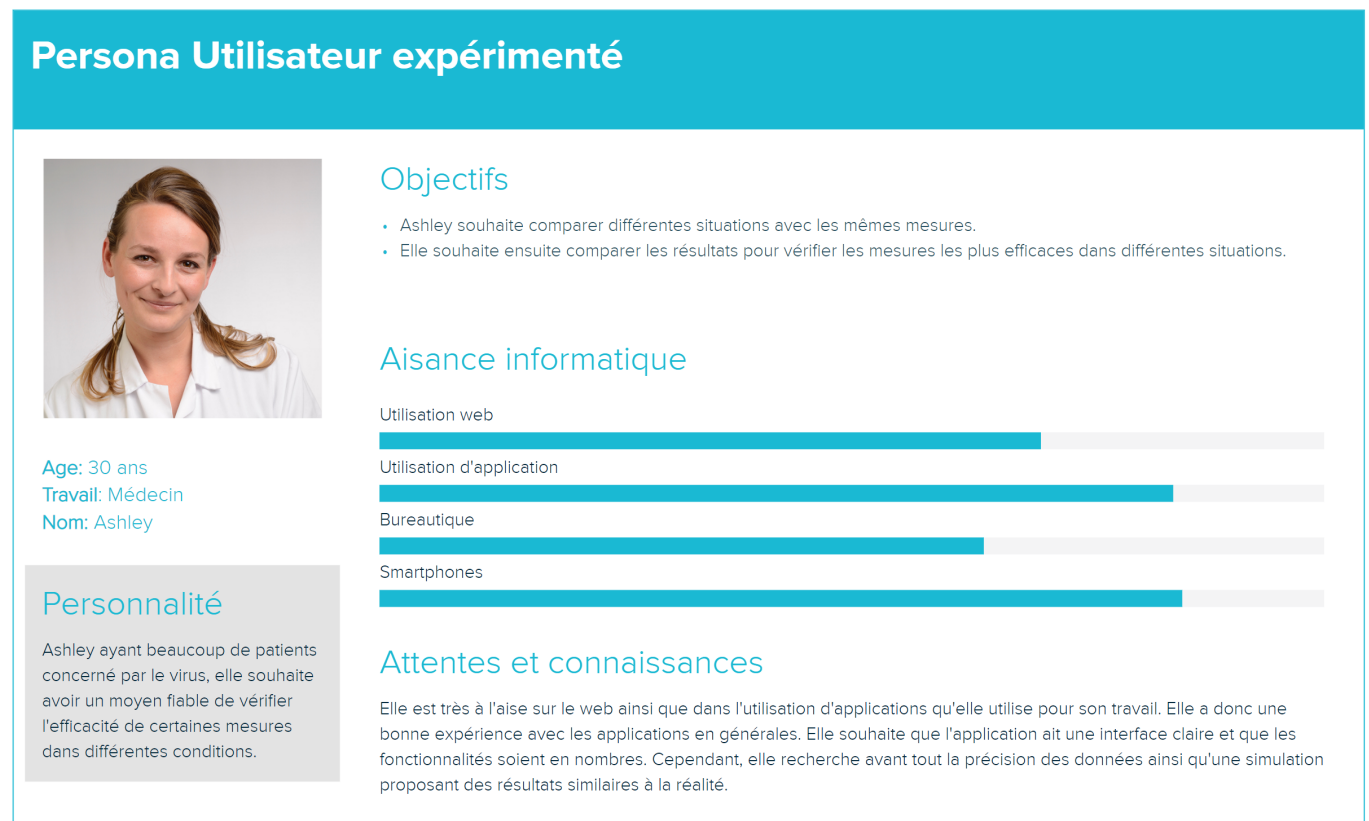 Persona Utilisateur expérimenté
Objectifs
• Ashley souhaite comparer différentes situations avec les mêmes mesures.
• Elle souhaite ensuite comparer les résultats pour vérifier les mesures les plus efficaces dans différentes situations.
Aisance informatique
Utilisation web
Utilisation d'application
Bureautique
Smartphones
Age: 30 ans
Travail: Médecin
Nom: Ashley
Personnalité
Ashley ayant beaucoup de patients
concerné par le virus, elle souhaite
avoir un moyen fiable de vérifier
l'efficacité de certaines mesures
dans différentes conditions.
Attentes et connaissances
Elle est très à l'aise sur le web ainsi que dans l'utilisation d'applications qu'elle utilise pour son travail. Elle a donc une
bonne expérience avec les applications en générales. Elle souhaite que l'application ait une interface claire et que les
fonctionnalités soient en nombres. Cependant, elle recherche avant tout la précision des données ainsi qu'une simulation
proposant des résultats similaires à la réalité.